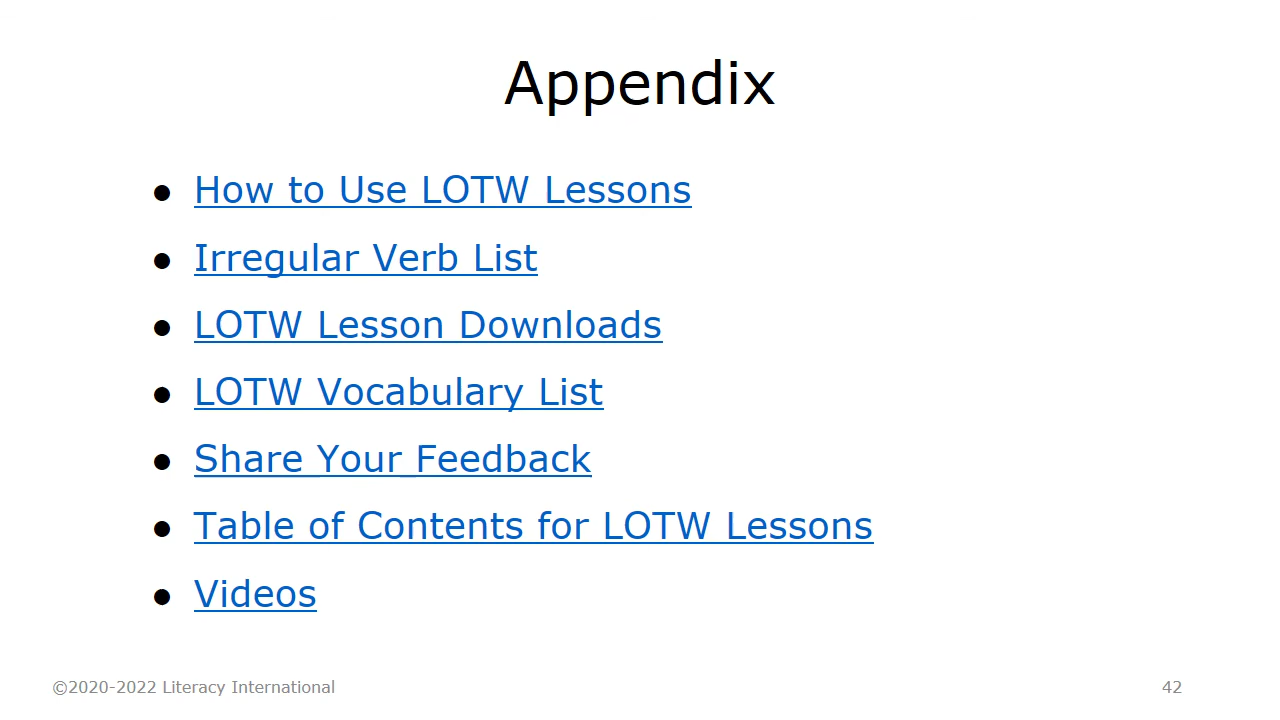 Appendix
● How to Use LOTW Lessons
● Irregular Verb List
● LOTW Lesson Downloads
● LOTW Vocabulary List
● Share Your Feedback
● Table of Contents for LOTW Lessons
● Videos
©2020-2022 Literacy International
42